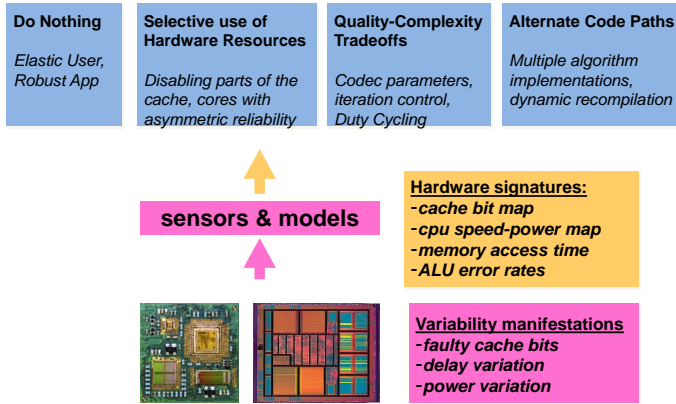 Do Nothing
Elastic User,
Robust App
Selective use of
Hardware Resources
Disabling parts of the
cache, cores with
asymmetric reliability
Quality-Complexity
Tradeoffs
Codec parameters,
iteration control,
Duty Cycling
Alternate Code Paths
Multiple algorithm
implementations,
dynamic recompilation
sensors & models
Hardware signatures:
-cache bit map
-cpu speed-power map
-memory access time
-ALU error rates
Variability manifestations
-faulty cache bits
-delay variation
-power variation